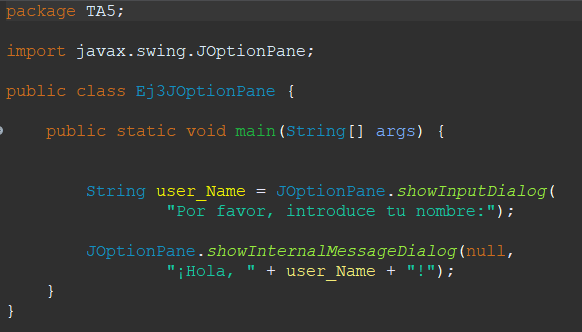 package TA5;
import javax.swing.JOptionPane;
public class Ej3JOptionPane {
public static void main(String[] args) {
String user_Name = JOptionPane.showInputDialog(
"Por favor, introduce tu nombre:");
JOptionPane.showInternalMessageDialog(null,
"¡Hola, " + user_Name + "!");
}
}